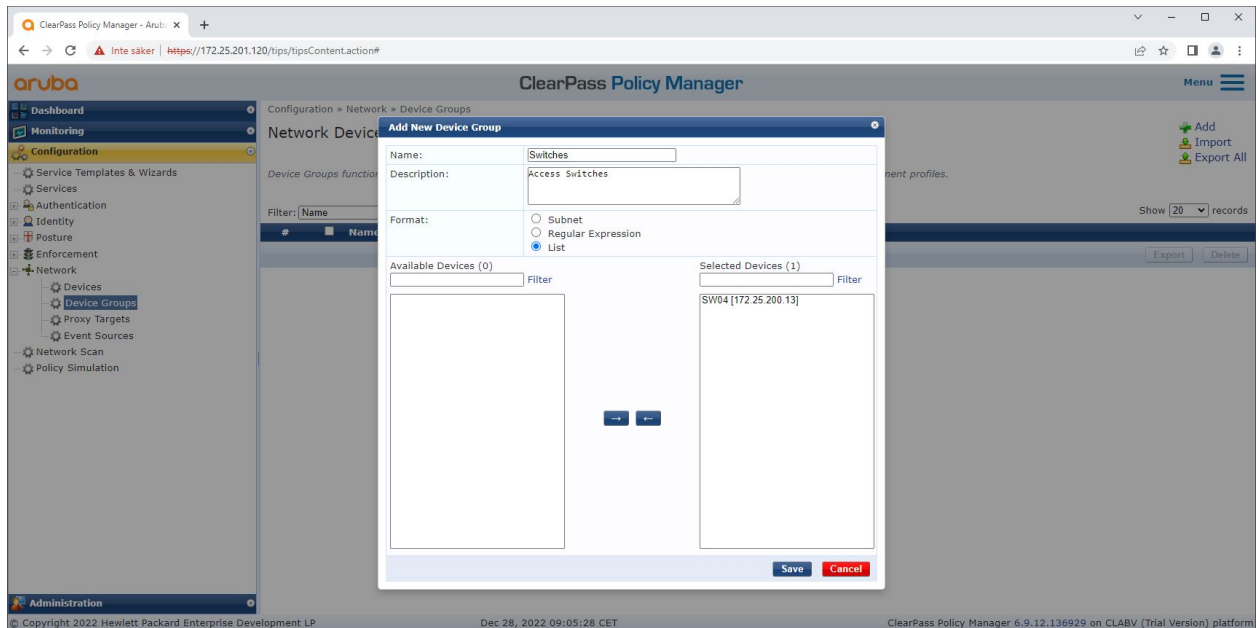 ClearPass Policy Manager - Arub
Inte säker | https://172.25.201.120/tips/tipsContent.action#
aruba
ClearPass Policy Manager
Menu
Dashboard
Monitoring
Configuration
Service Templates & Wizards
Services
Authentication
Identity
Posture
Enforcement
Network
Devices
Device Groups
Proxy Targets
Event Sources
Network Scan
Policy Simulation
Administration
Configuration » Network » Device Groups
Network Device
Add
Import
Export All
Device Groups function
nent profiles.
Filter: Name
Show 20 records
# Name
Export Delete
Add New Device Group
Name: Switches
Description: Access Switches
Format:
Subnet
Regular Expression
List
Available Devices (0)
Filter
Selected Devices (1)
Filter
SW04 [172.25.200.13]
→ ←
Save Cancel
© Copyright 2022 Hewlett Packard Enterprise Development LP
Dec 28, 2022 09:05:28 CET
ClearPass Policy Manager 6.9.12.136929 on CLABV (Trial Version) platform